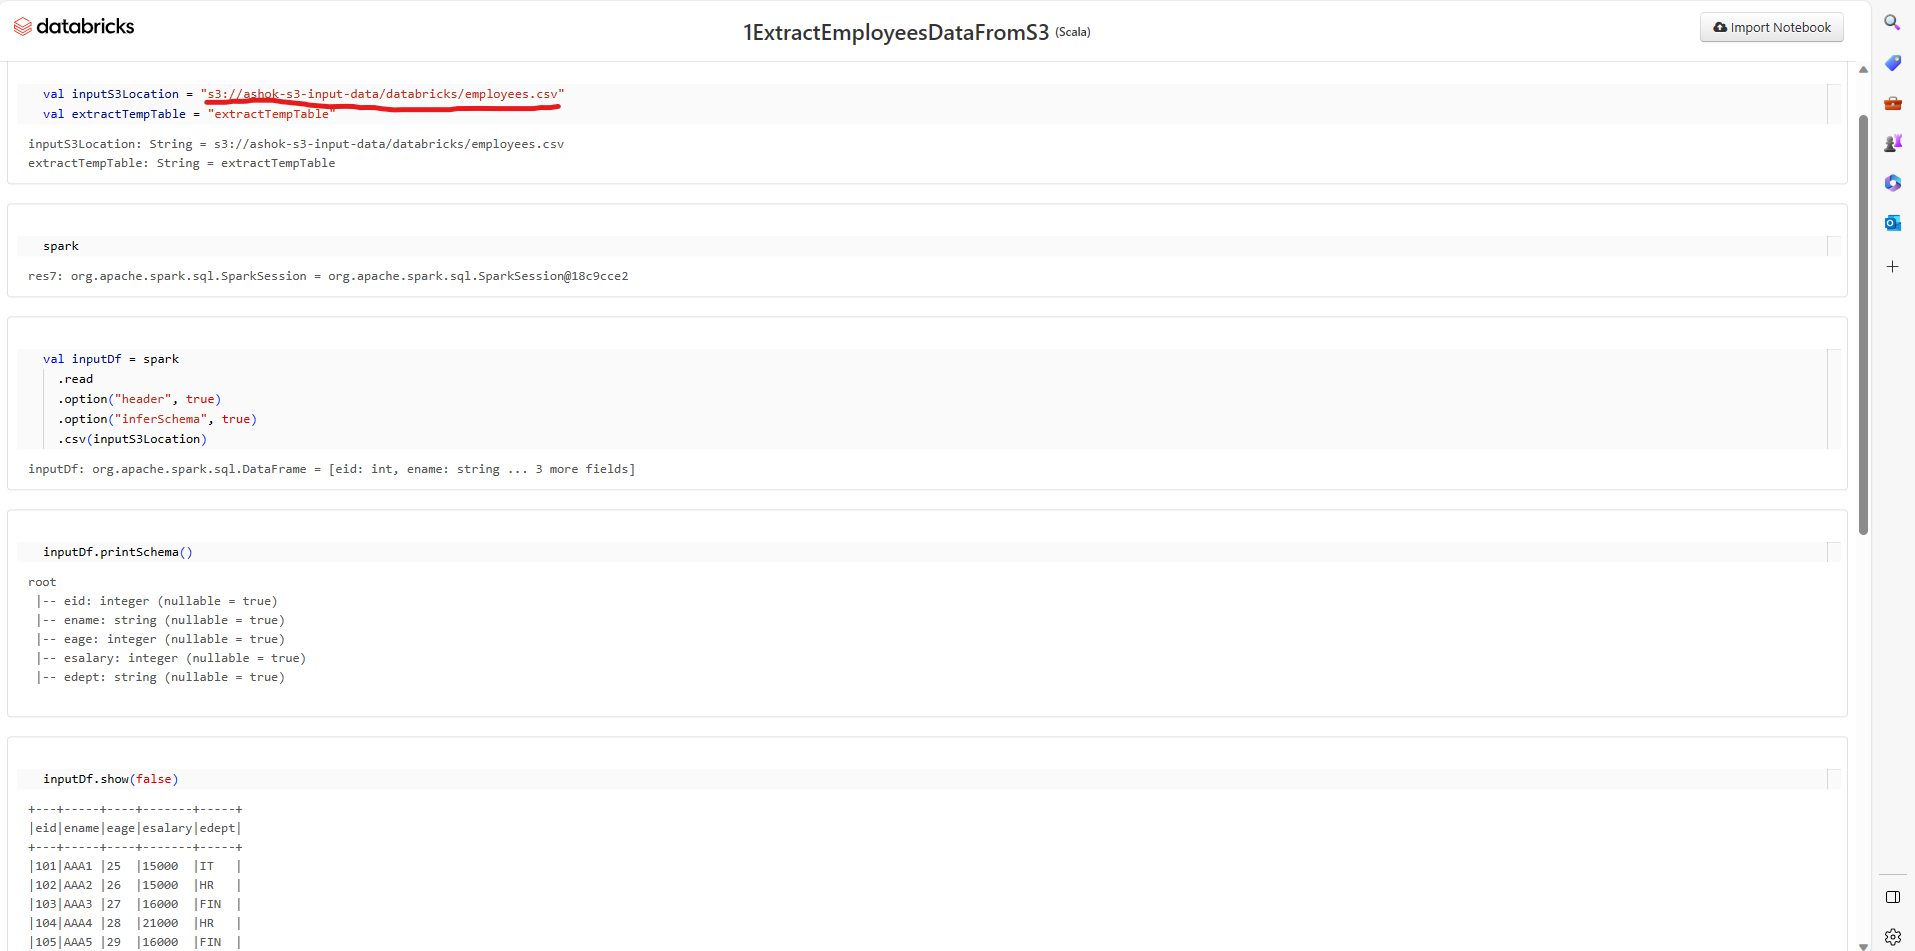 databricks
1ExtractEmployeesDataFromS3 (Scala)
Import Notebook
val inputS3Location = "s3://ashok-s3-input-data/databricks/employees.csv"
val extractTempTable = "extractTempTable"
inputS3Location: String = s3://ashok-s3-input-data/databricks/employees.csv
extractTempTable: String = extractTempTable
spark
res7: org.apache.spark.sql.SparkSession = org.apache.spark.sql.SparkSession@18c9cce2
val inputDf = spark
.read
.option("header", true)
.option("inferSchema", true)
.csv(inputS3Location)
inputDf: org.apache.spark.sql.DataFrame = [eid: int, ename: string ... 3 more fields]
inputDf.printSchema()
root
|-- eid: integer (nullable = true)
|-- ename: string (nullable = true)
|-- eage: integer (nullable = true)
|-- esalary: integer (nullable = true)
|-- edept: string (nullable = true)
inputDf.show(false)
+---+-----+----+-------+-----+
|eid|ename|eage|esalary|edept|
+---+-----+----+-------+-----+
|101|AAA1 |25  |15000  |IT   |
|102|AAA2 |26  |15000  |HR   |
|103|AAA3 |27  |16000  |FIN  |
|104|AAA4 |28  |21000  |HR   |
|105|AAA5 |29  |16000  |FIN  |